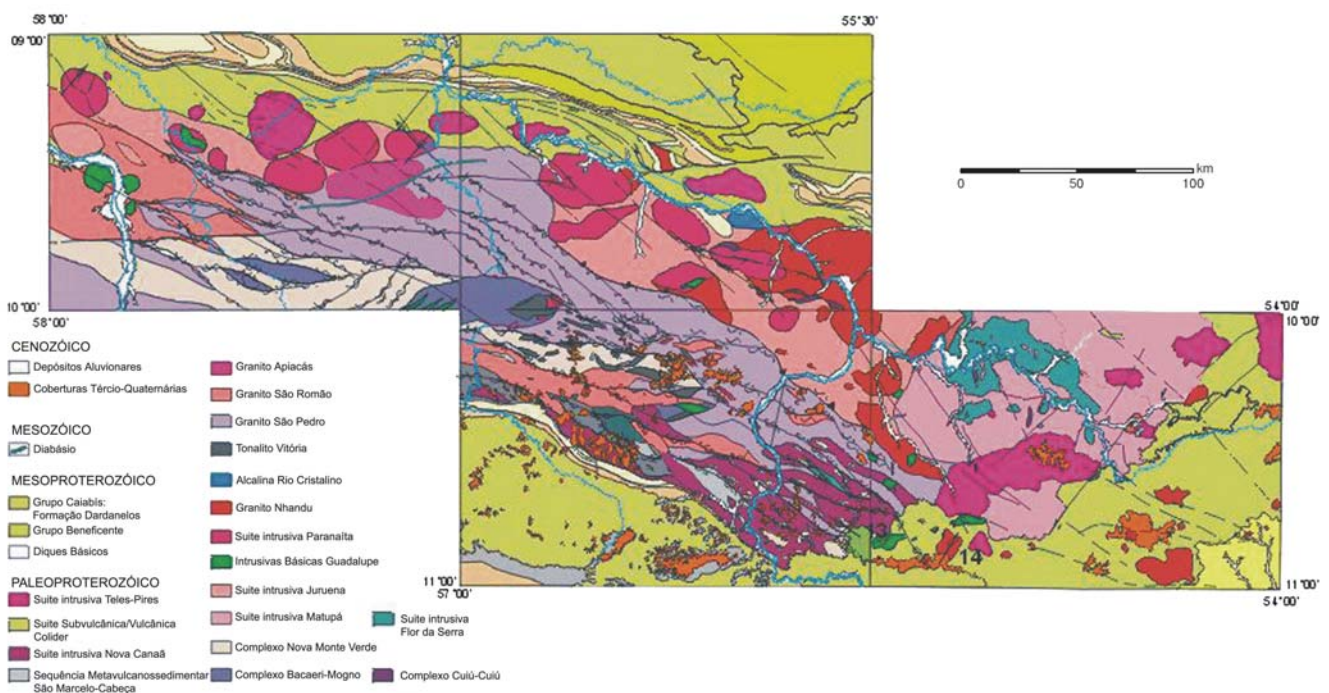 58°00'
55°30'
09°00'
km
0 50 100
10°00'
58°00'
54°00'
10°00'
CENOZÓICO
Depósitos Aluvionares
Coberturas Tércio-Quaternárias
MESOZÓICO
Diabásio
MESOPROTEROZÓICO
Grupo Caiabís:
Formação Dardanelos
Grupo Beneficente
Diques Básicos
PALEOPROTEROZÓICO
Suite intrusiva Teles-Pires
Suite Subvulcânica/Vulcânica
Colider
Suite intrusiva Nova Canaã
Sequência Metavulcanossedimentar
São Marcelo-Cabeça
Granito Apiacás
Granito São Romão
Granito São Pedro
Tonalito Vitória
Alcalina Rio Cristalino
Granito Nhandu
Suite intrusiva Paranaíta
Intrusivas Básicas Guadalupe
Suite intrusiva Juruena
Suite intrusiva Matupá
Complexo Nova Monte Verde
Complexo Bacaeri-Mogno
Suite intrusiva
Flor da Serra
Complexo Cuiú-Cuiú
14
11°00'
57°00'
11°00'
54°00'